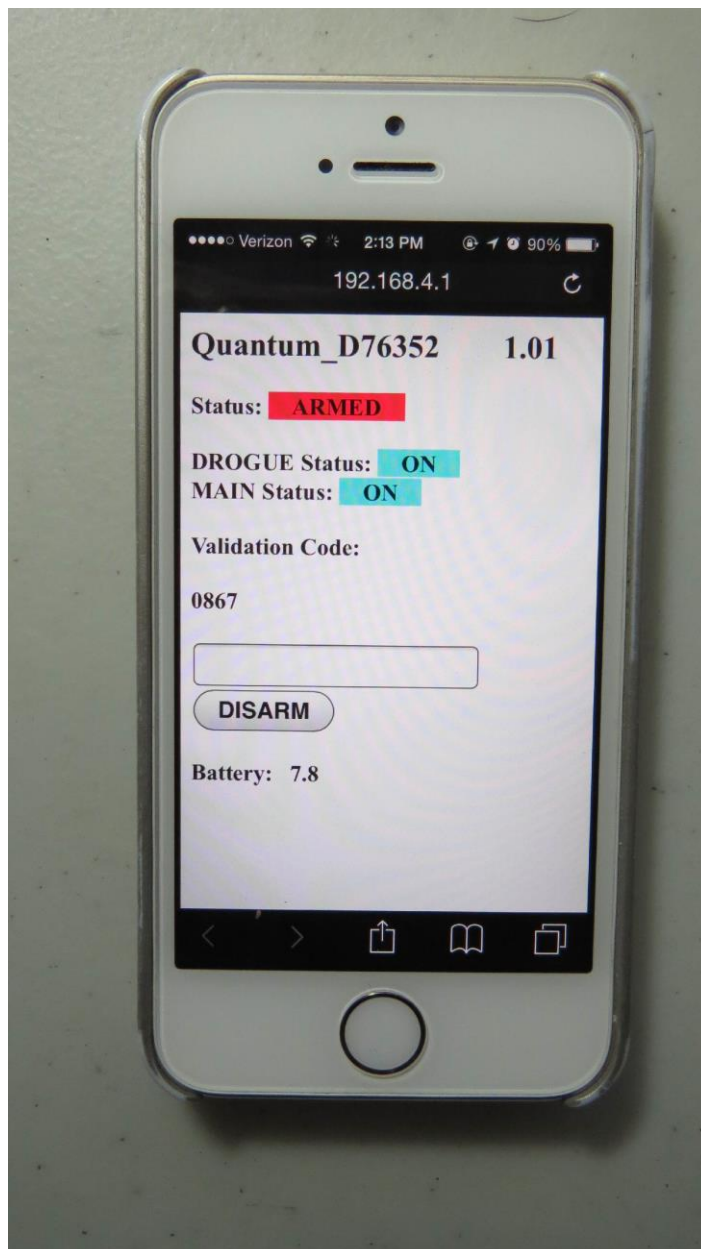 Verizon 2:13 PM 90%
192.168.4.1
Quantum_D76352 1.01
Status: ARMED
DROGUE Status: ON
MAIN Status: ON
Validation Code:
0867
DISARM
Battery: 7.8